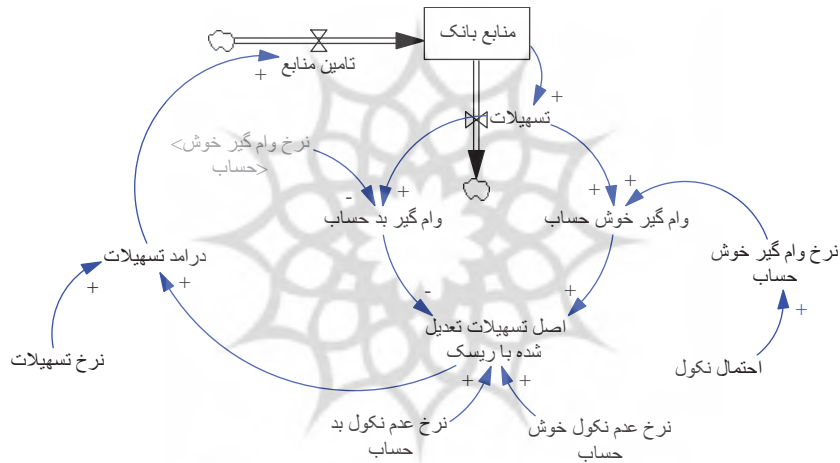 منابع بانک
تامین منابع
+
+
تسهیلات
نرخ وام گیر خوش>
<حساب
-
+
+
+
وام گیر بد حساب
وام گیر خوش حساب
درامد تسهیلات
+
+
نرخ وام گیر خوش
حساب
-
+
+
اصل تسهیلات تعدیل
شده با ریسک
نرخ تسهیلات
احتمال نکول
+
+
نرخ عدم نکول بد
حساب
نرخ عدم نکول خوش
حساب